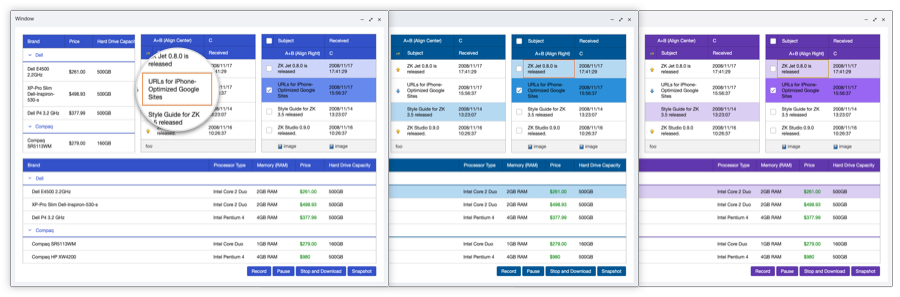 Window
Brand Price Hard Drive Capacity
Dell
Dell E4500 2.2GHz $261.00 500GB
XP-Pro Slim Dell-Inspiron-530-s $498.93 500GB
Dell P4 3.2 GHz $377.99 500GB
Compaq
Compaq SR5113WM $279.00 160GB
A+B (Align Center) C
Received
ZK Jet 0.8.0 is released 2008/11/17 17:41:29
URLs for iPhone-Optimized Google Sites 2008/11/17 15:56:37
Style Guide for ZK 3.5 released 2008/11/14 13:23:07
2008/11/16 10:26:37
foo image
Subject Received
A+B (Align Right) C
ZK Jet 0.8.0 is released 2008/11/17 17:41:29
URLs for iPhone-Optimized Google Sites 2008/11/17 15:56:37
Style Guide for ZK 3.5 released 2008/11/14 13:23:07
ZK Studio 0.9.0 released. 2008/11/16 10:26:37
image image
Brand Processor Type Memory (RAM) Price Hard Drive Capacity
Dell
Dell E4500 2.2GHz Intel Core 2 Duo 2GB RAM $261.00 500GB
XP-Pro Slim Dell-Inspiron-530-s Intel Core 2 Duo 2GB RAM $498.93 500GB
Dell P4 3.2 GHz Intel Pentium 4 4GB RAM $377.99 500GB
Compaq
Compaq SR5113WM Intel Core Duo 1GB RAM $279.00 160GB
Compaq HP XW4200 Intel Pentium 4 4GB RAM $980 500GB
Record Pause Stop and Download Snapshot
A+B (Align Center) C
Subject Received
ZK Jet 0.8.0 is released 2008/11/17 17:41:29
URLs for iPhone-Optimized Google Sites 2008/11/17 15:56:37
Style Guide for ZK 3.5 released 2008/11/14 13:23:07
ZK Studio 0.9.0 released. 2008/11/16 10:26:37
image
Subject Received
A+B (Align Right) C
ZK Jet 0.8.0 is released 2008/11/17 17:41:29
URLs for iPhone-Optimized Google Sites 2008/11/17 15:56:37
Style Guide for ZK 3.5 released 2008/11/14 13:23:07
ZK Studio 0.9.0 released. 2008/11/16 10:26:37
image image
Processor Type Memory (RAM) Price Hard Drive Capacity
Intel Core 2 Duo 2GB RAM $261.00 500GB
Intel Core 2 Duo 2GB RAM $498.93 500GB
Intel Pentium 4 4GB RAM $377.99 500GB
Intel Core Duo 1GB RAM $279.00 160GB
Intel Pentium 4 4GB RAM $980 500GB
Record Pause Stop and Download Snapshot
A+B (Align Center) C
Subject Received
ZK Jet 0.8.0 is released 2008/11/17 17:41:29
URLs for iPhone-Optimized Google Sites 2008/11/17 15:56:37
Style Guide for ZK 3.5 released 2008/11/14 13:23:07
ZK Studio 0.9.0 released. 2008/11/16 10:26:37
image
Subject Received
A+B (Align Right) C
ZK Jet 0.8.0 is released 2008/11/17 17:41:29
URLs for iPhone-Optimized Google Sites 2008/11/17 15:56:37
Style Guide for ZK 3.5 released 2008/11/14 13:23:07
ZK Studio 0.9.0 released. 2008/11/16 10:26:37
image image
Processor Type Memory (RAM) Price Hard Drive Capacity
Intel Core 2 Duo 2GB RAM $261.00 500GB
Intel Core 2 Duo 2GB RAM $498.93 500GB
Intel Pentium 4 4GB RAM $377.99 500GB
Intel Core Duo 1GB RAM $279.00 160GB
Intel Pentium 4 4GB RAM $980 500GB
Record Pause Stop and Download Snapshot